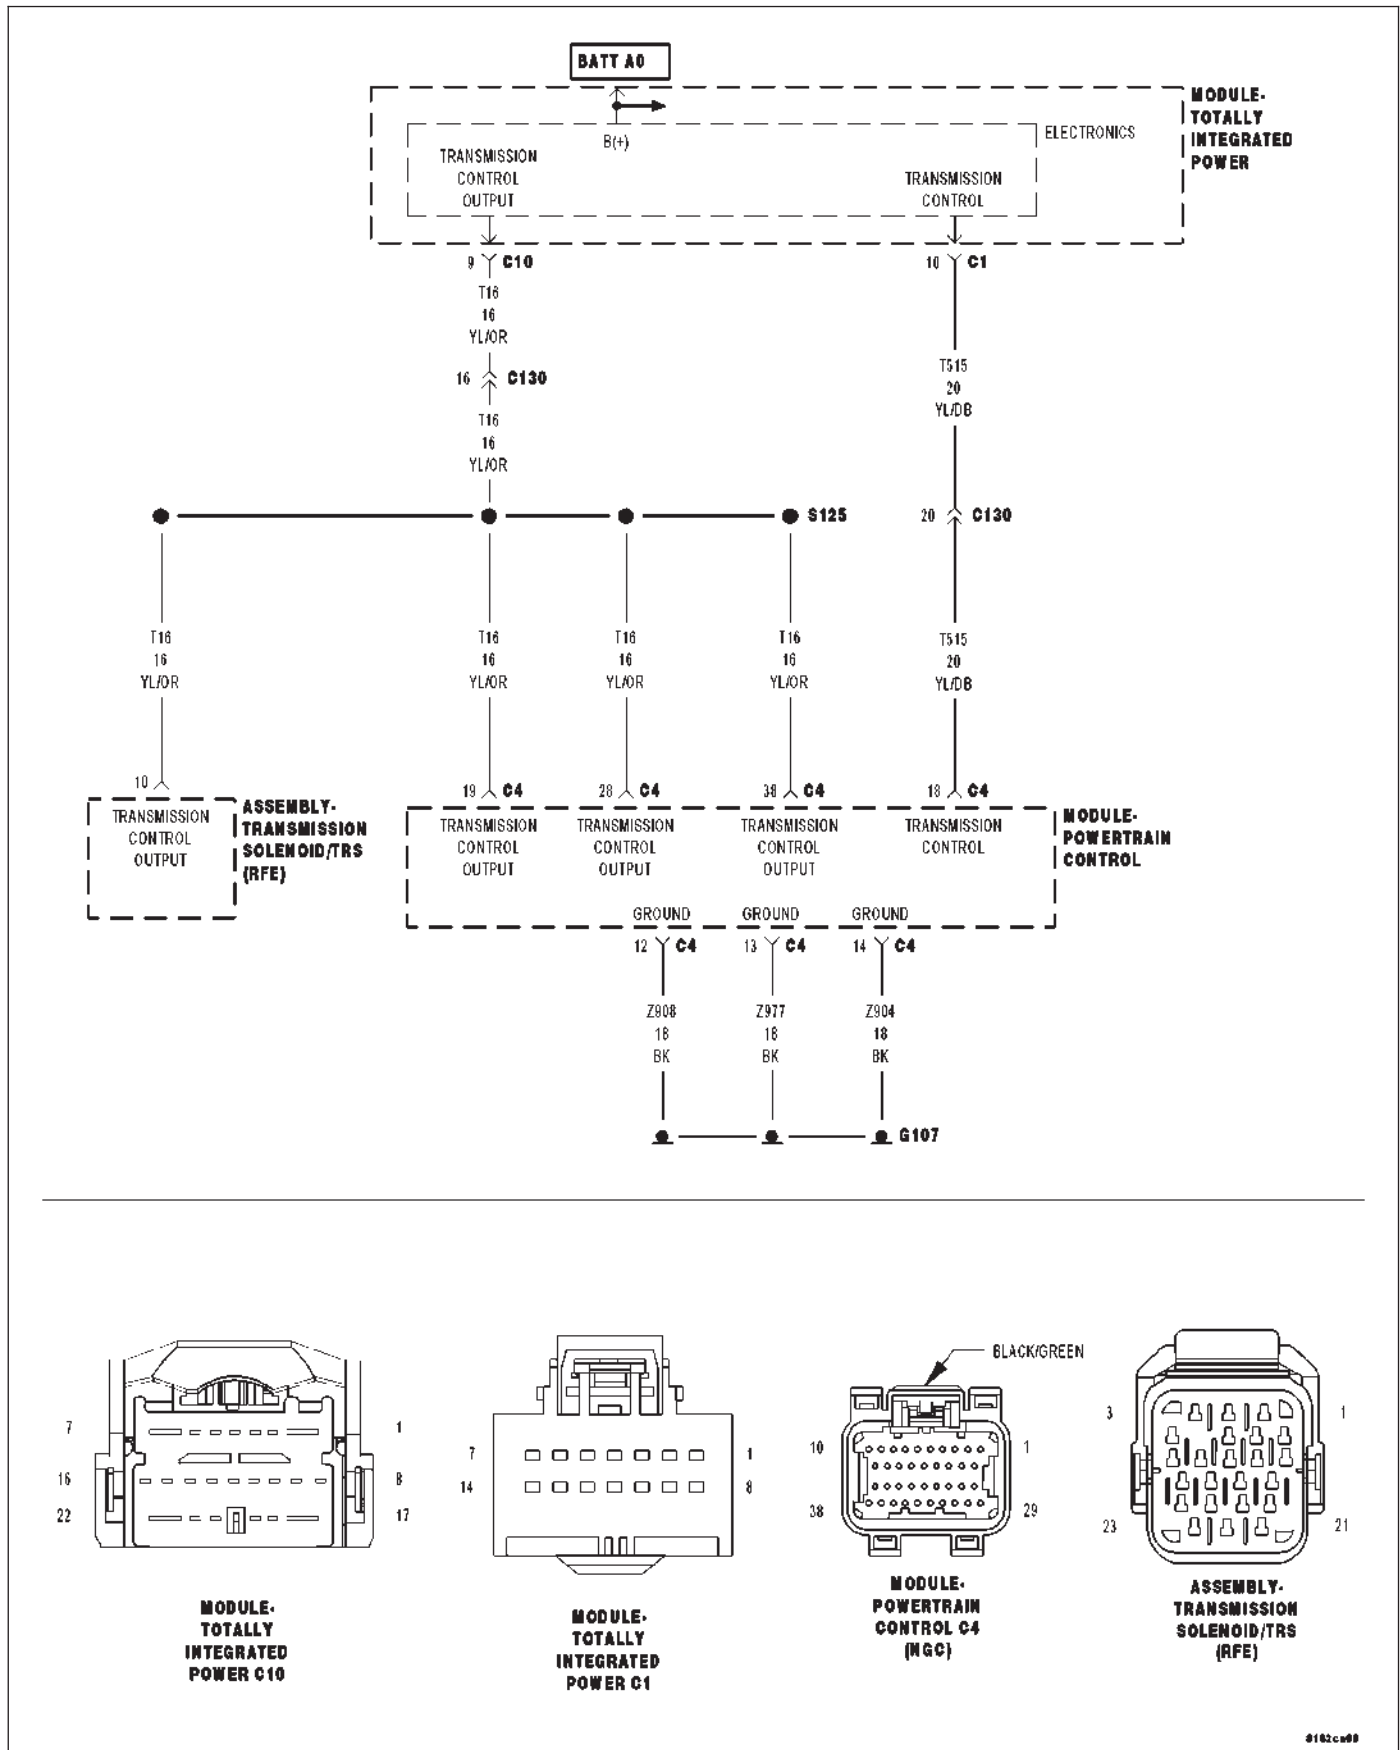 BATT A0
MODULE-
TOTALLY
INTEGRATED
POWER
ELECTRONICS
B(+)
TRANSMISSION
CONTROL
OUTPUT
TRANSMISSION
CONTROL
9 C10
10 C1
T16
16
YL/OR
16 C130
T16
16
YL/OR
T515
20
YL/DB
S125
20 C130
T16
16
YL/OR
T16
16
YL/OR
T16
16
YL/OR
T16
16
YL/OR
T515
20
YL/DB
10
19 C4
28 C4
38 C4
18 C4
TRANSMISSION
CONTROL
OUTPUT
ASSEMBLY-
TRANSMISSION
SOLENOID/TRS
(RFE)
TRANSMISSION
CONTROL
OUTPUT
TRANSMISSION
CONTROL
OUTPUT
TRANSMISSION
CONTROL
OUTPUT
TRANSMISSION
CONTROL
MODULE-
POWERTRAIN
CONTROL
GROUND
GROUND
GROUND
12 C4
13 C4
14 C4
Z908
18
BK
Z977
18
BK
Z904
18
BK
G107
7
1
16
8
22
17
MODULE-
TOTALLY
INTEGRATED
POWER C10
7
1
14
8
MODULE-
TOTALLY
INTEGRATED
POWER C1
BLACK/GREEN
10
1
38
29
MODULE-
POWERTRAIN
CONTROL C4
(NGC)
3
1
23
21
ASSEMBLY-
TRANSMISSION
SOLENOID/TRS
(RFE)